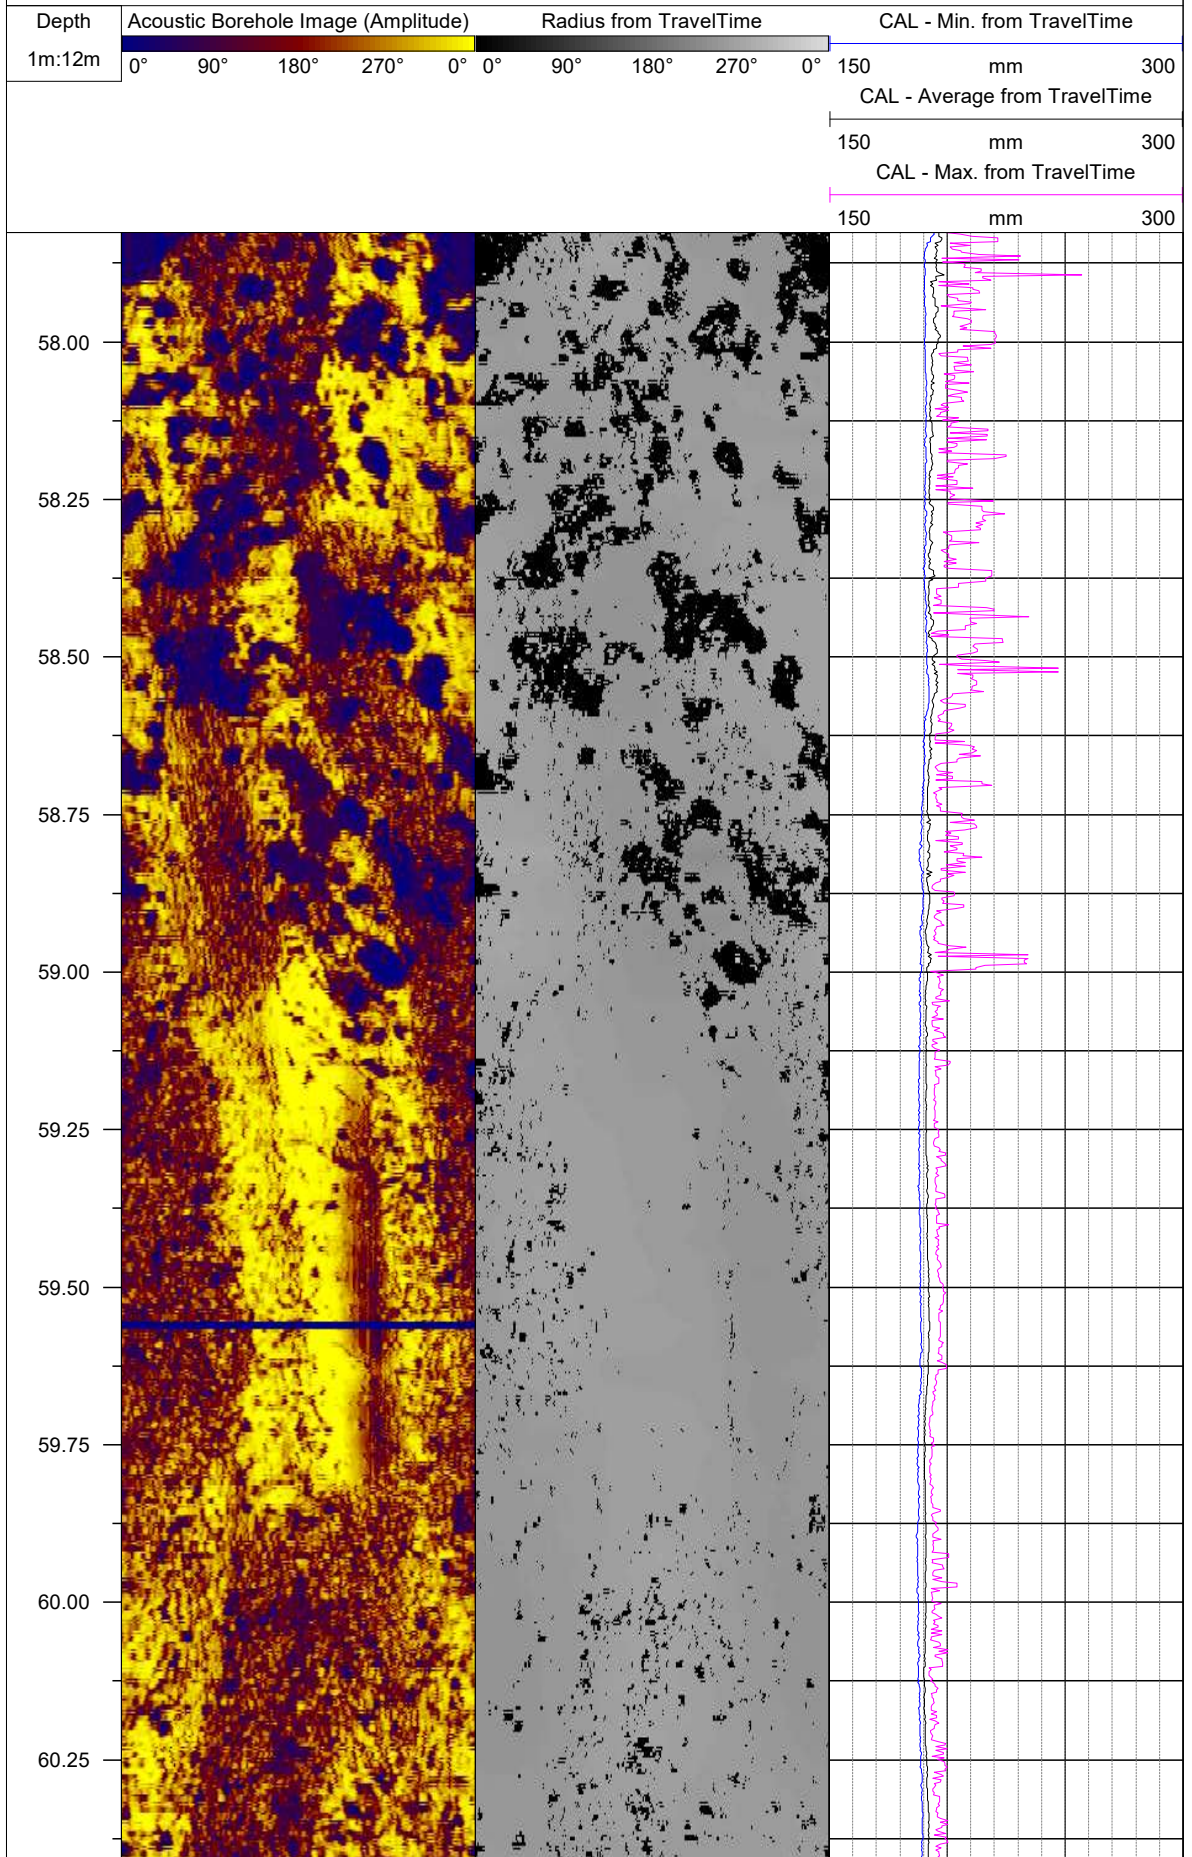 Depth
1m:12m
Acoustic Borehole Image (Amplitude)
0° 90° 180° 270° 0°
Radius from TravelTime
0° 90° 180° 270° 0°
CAL - Min. from TravelTime
150 mm 300
CAL - Average from TravelTime
150 mm 300
CAL - Max. from TravelTime
150 mm 300
58.00
58.25
58.50
58.75
59.00
59.25
59.50
59.75
60.00
60.25